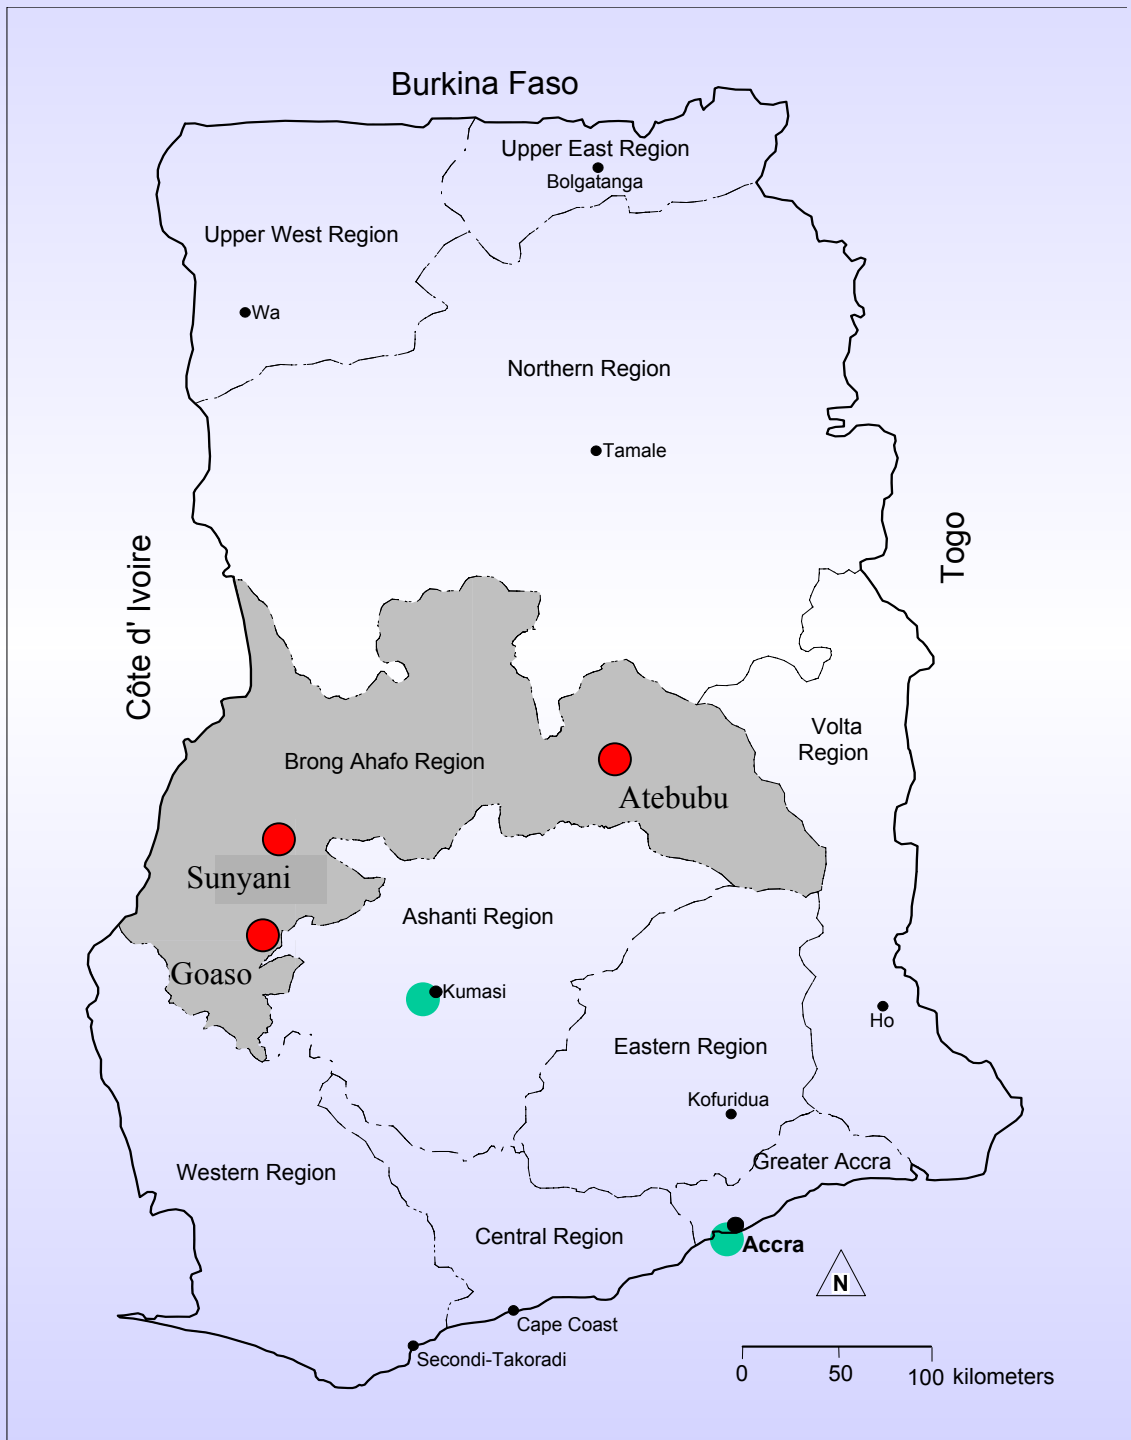 Burkina Faso
Upper East Region
Bolgatanga
Upper West Region
Wa
Northern Region
Tamale
Côte d' Ivoire
Togo
Volta
Region
Brong Ahafo Region
Atebubu
Sunyani
Ashanti Region
Goaso
Kumasi
Ho
Eastern Region
Kofuridua
Greater Accra
Western Region
Central Region
Accra
N
Cape Coast
Secondi-Takoradi
0 50 100 kilometers